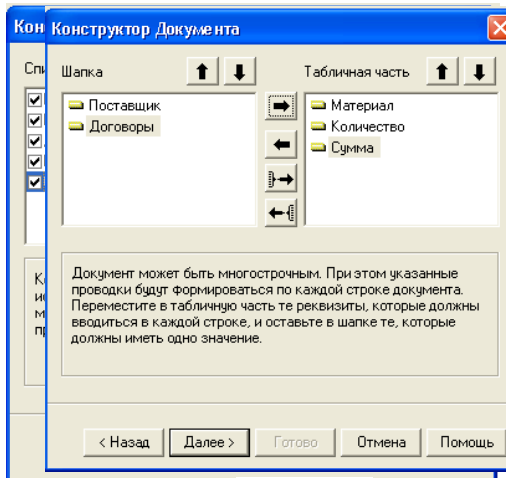 Кон
Конструктор Документа
Спи
Шапка
Табличная часть
Поставщик
Договоры
Материал
Количество
Сумма
Документ может быть многострочным. При этом указанные
проводки будут формироваться по каждой строке документа.
Переместите в табличную часть те реквизиты, которые должны
вводиться в каждой строке, и оставьте в шапке те, которые
должны иметь одно значение.
< Назад
Далее >
Готово
Отмена
Помощь